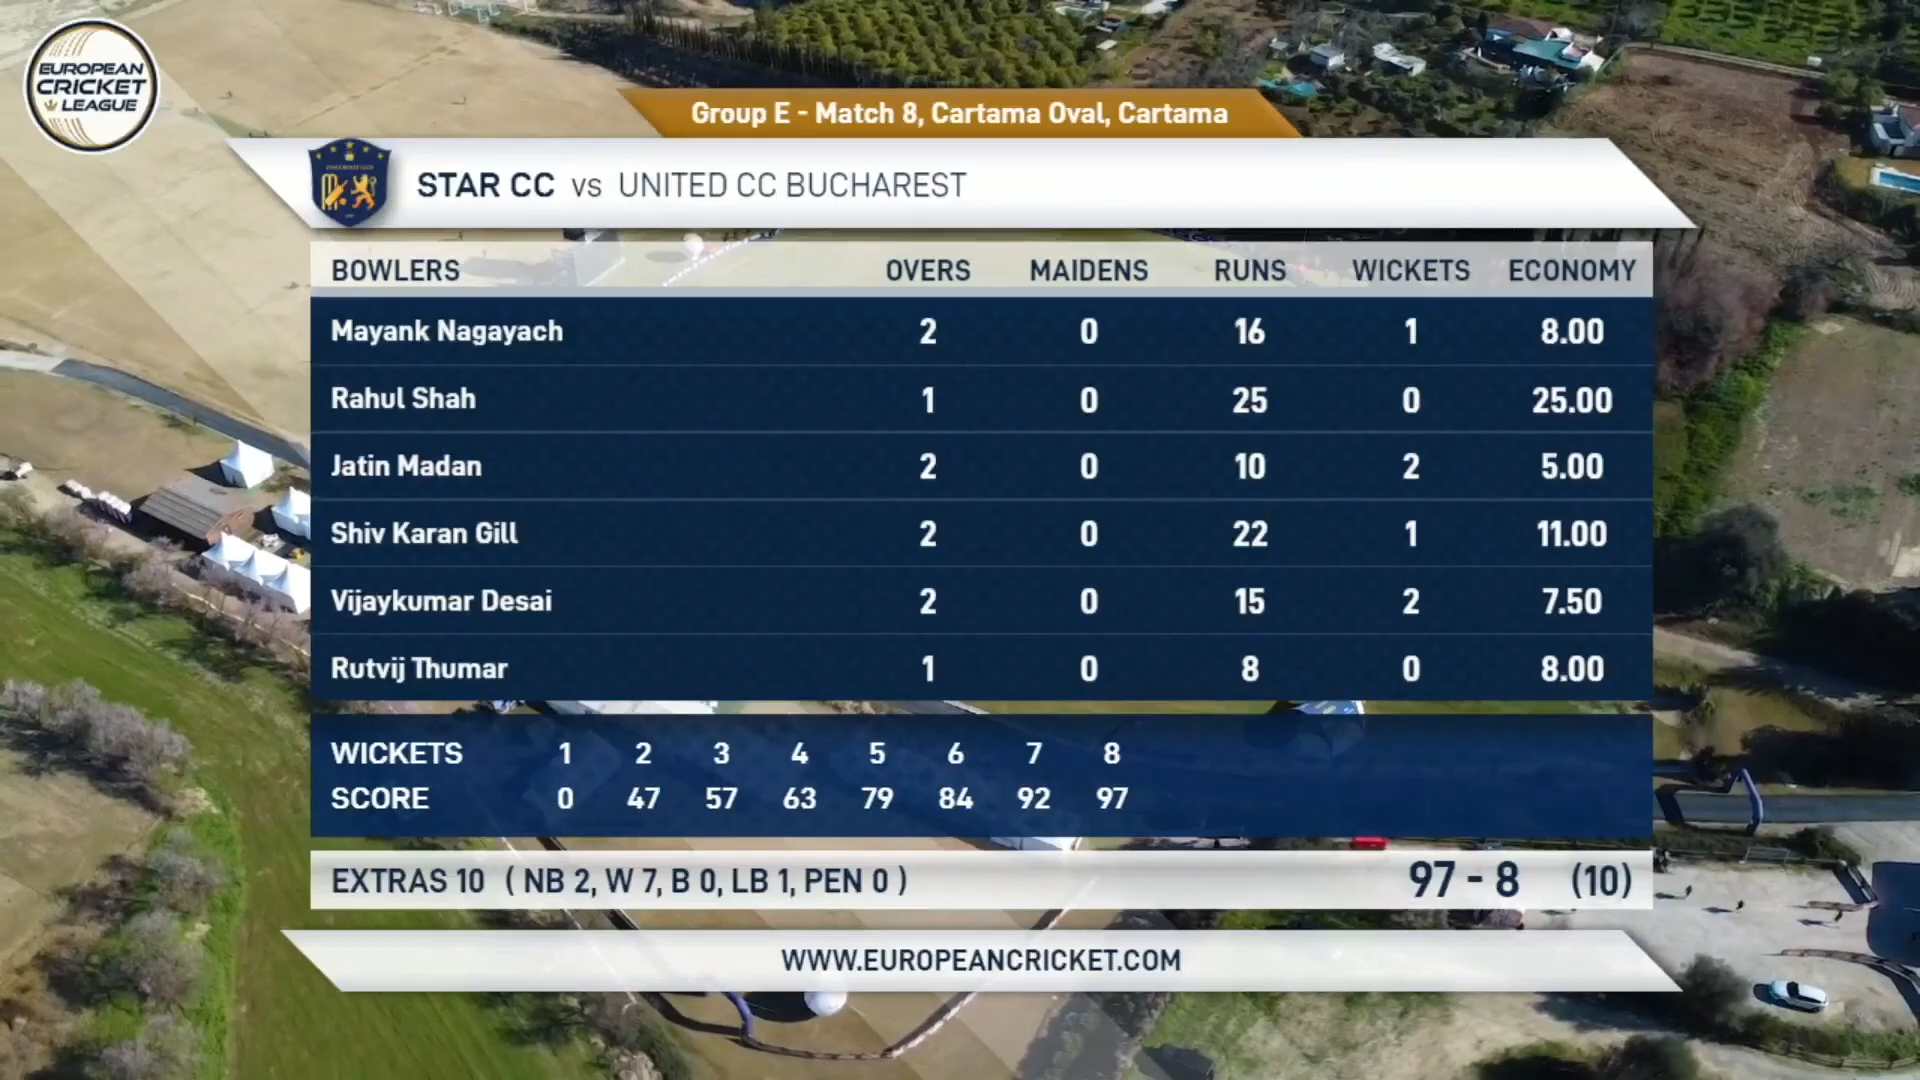 EUROPEAN
CRICKET
LEAGUE
Group E - Match 8, Cartama Oval, Cartama
STAR CC vs UNITED CC BUCHAREST
BOWLERS OVERS MAIDENS RUNS WICKETS ECONOMY
Mayank Nagayach 2 0 16 1 8.00
Rahul Shah 1 0 25 0 25.00
Jatin Madan 2 0 10 2 5.00
Shiv Karan Gill 2 0 22 1 11.00
Vijaykumar Desai 2 0 15 2 7.50
Rutvij Thumar 1 0 8 0 8.00
WICKETS 1 2 3 4 5 6 7 8
SCORE 0 47 57 63 79 84 92 97
EXTRAS 10 ( NB 2, W 7, B 0, LB 1, PEN 0 ) 97 - 8 (10)
WWW.EUROPEANCRICKET.COM